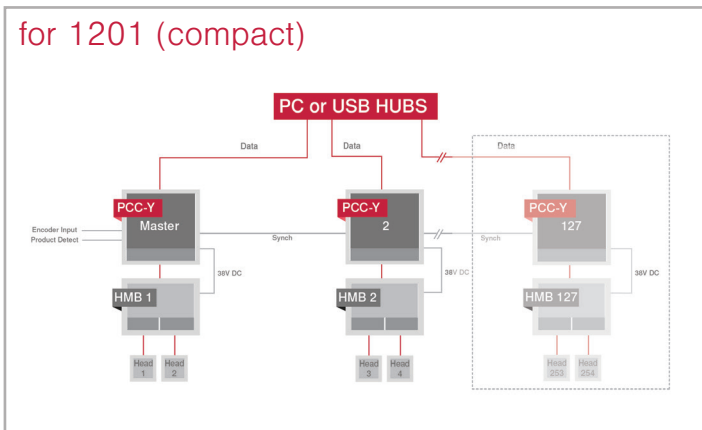 for 1201 (compact)
PC or USB HUBS
Data
Data
Data
PCC-Y
Master
PCC-Y
2
PCC-Y
127
Encoder Input
Product Detect
Synch
Synch
38V DC
38V DC
38V DC
HMB 1
HMB 2
HMB 127
Head
1
Head
2
Head
3
Head
4
Head
253
Head
254